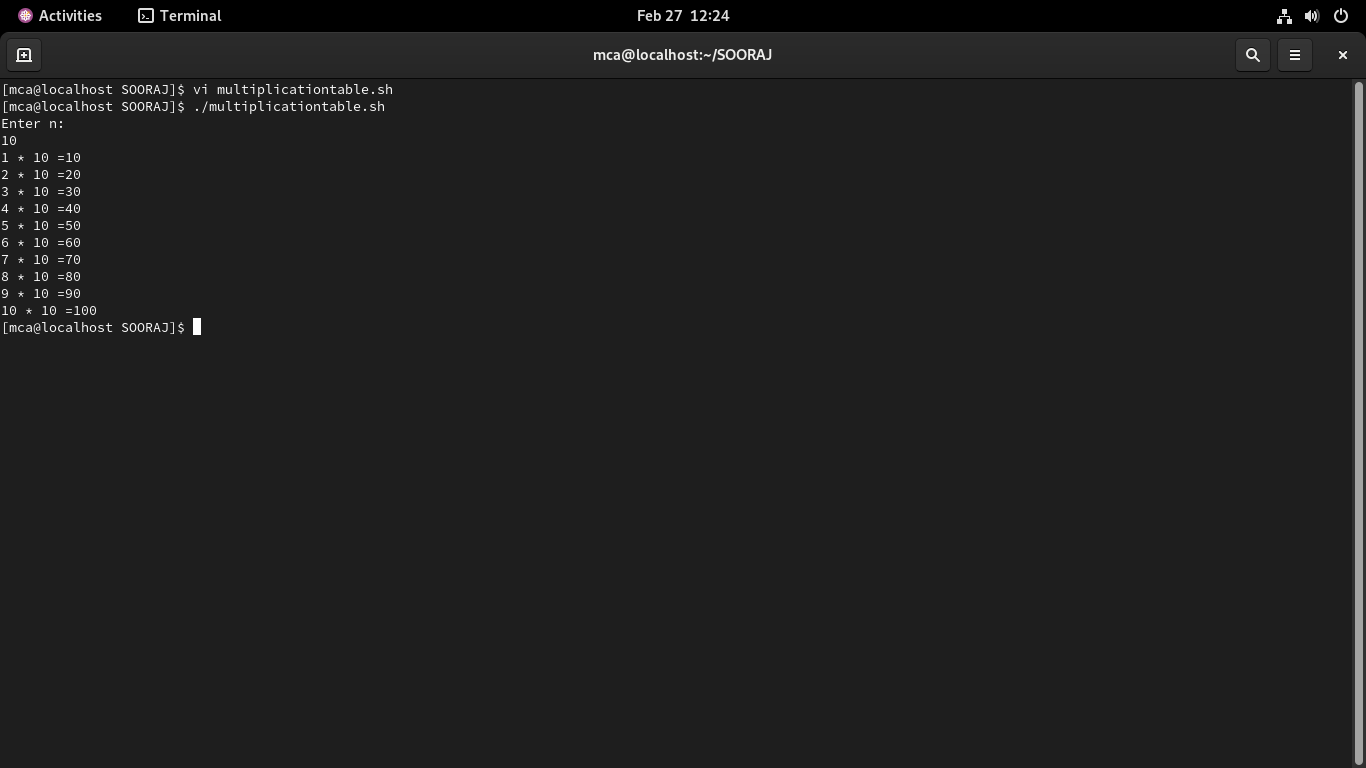 Activities Terminal Feb 27 12:24
mca@localhost:~/SOORAJ
[mca@localhost SOORAJ]$ vi multiplicationtable.sh
[mca@localhost SOORAJ]$ ./multiplicationtable.sh
Enter n:
10
1 * 10 =10
2 * 10 =20
3 * 10 =30
4 * 10 =40
5 * 10 =50
6 * 10 =60
7 * 10 =70
8 * 10 =80
9 * 10 =90
10 * 10 =100
[mca@localhost SOORAJ]$